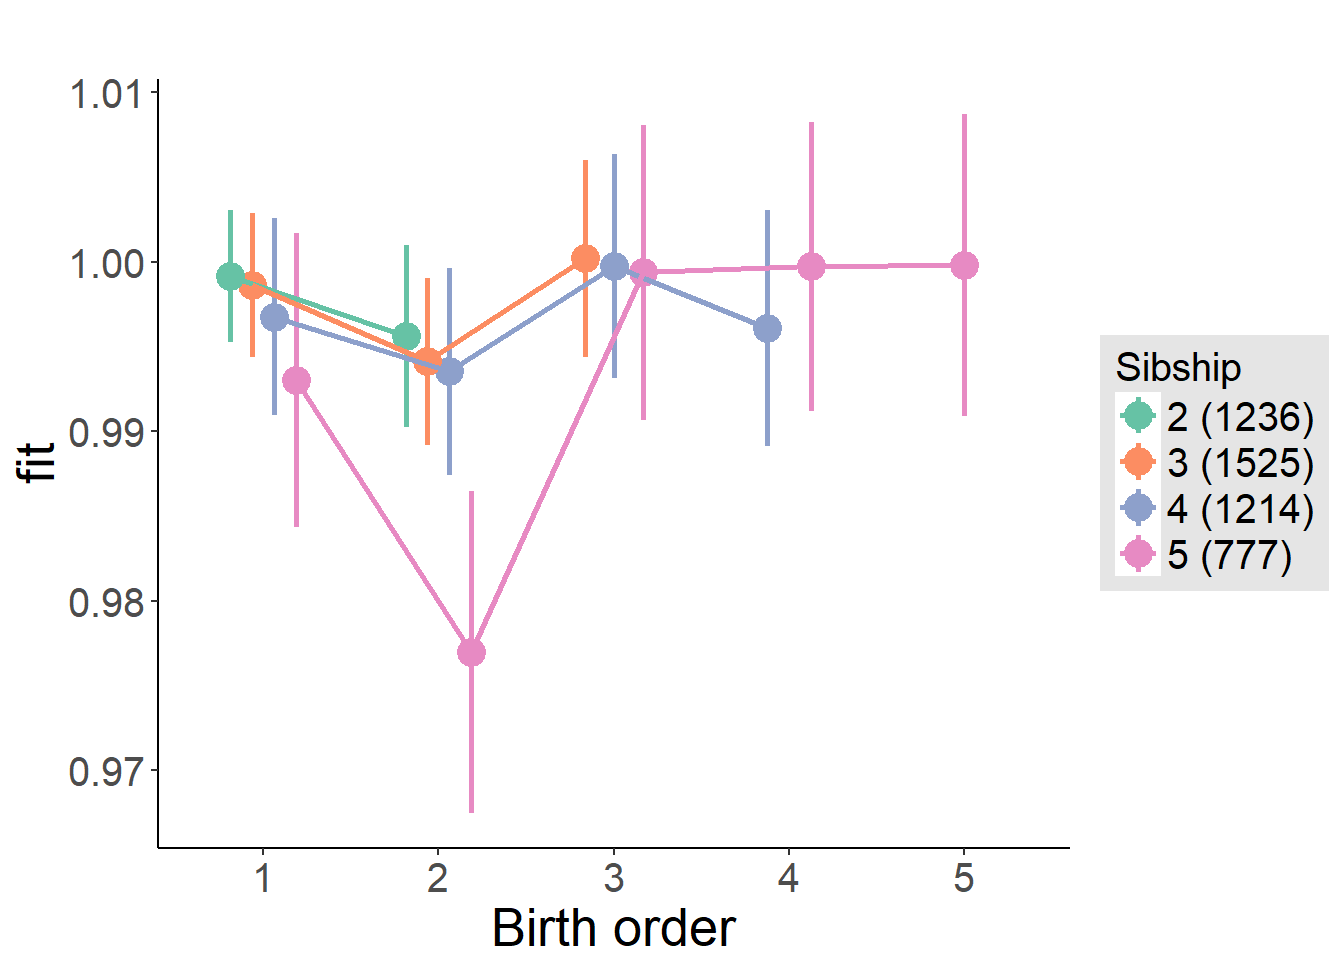 1.01
1.00
0.99
0.98
0.97
fit
1 2 3 4 5
Birth order
Sibship
2 (1236)
3 (1525)
4 (1214)
5 (777)